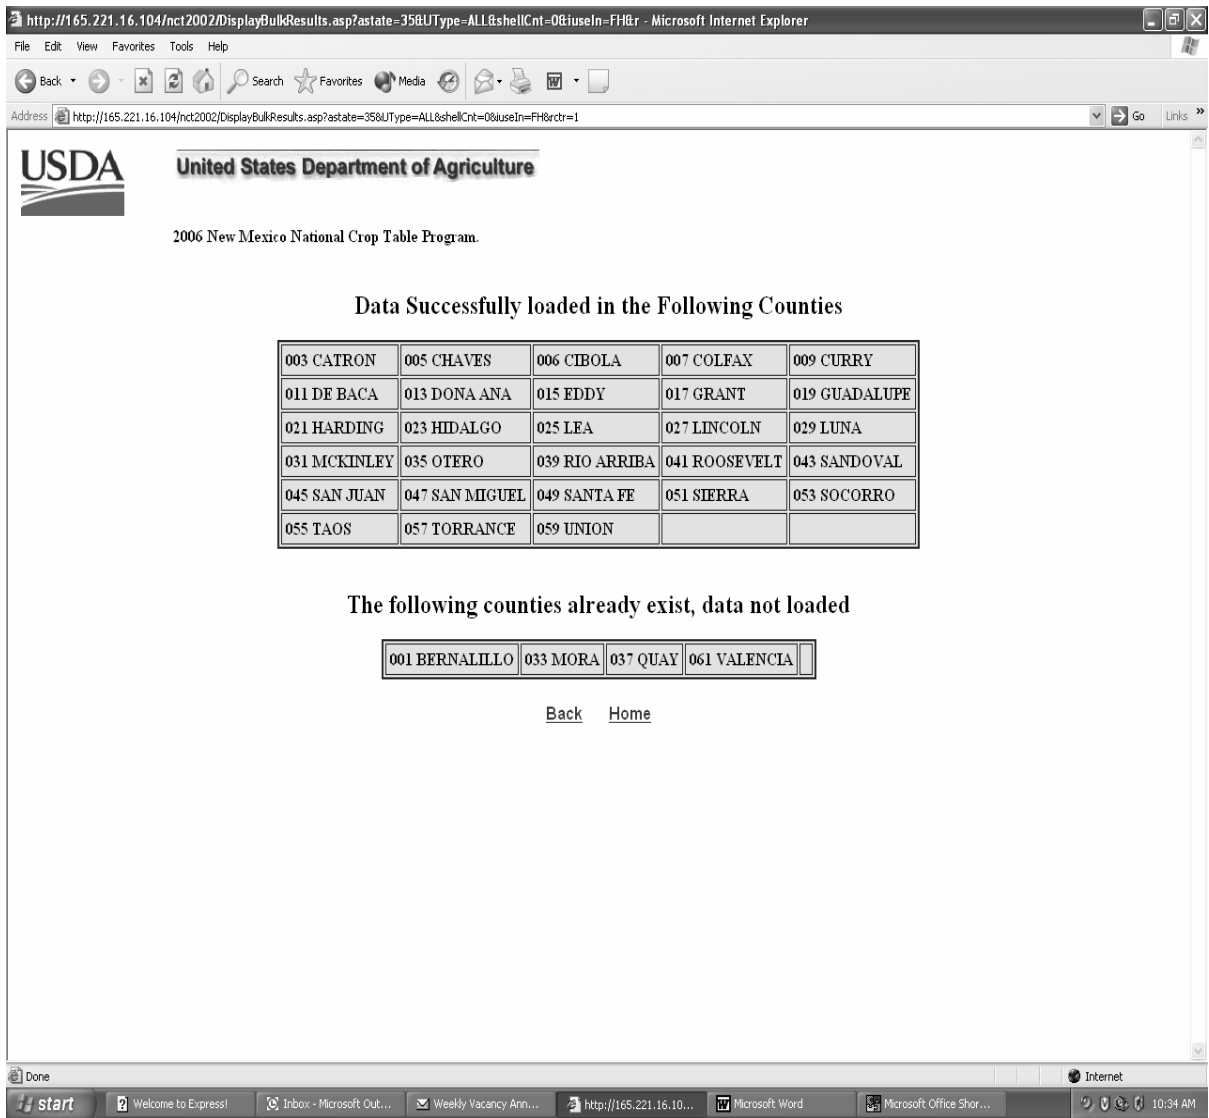 http://165.221.16.104/nct2002/DisplayBulkResults.asp?astate=35&UType=ALL&shellCnt=0&iuseIn=FH&r - Microsoft Internet Explorer
File Edit View Favorites Tools Help
Back Search Favorites Media
Address http://165.221.16.104/nct2002/DisplayBulkResults.asp?astate=35&UType=ALL&shellCnt=0&iuseIn=FH&rctr=1 Go Links »
USDA United States Department of Agriculture
2006 New Mexico National Crop Table Program.
Data Successfully loaded in the Following Counties
003 CATRON 005 CHAVES 006 CIBOLA 007 COLFAX 009 CURRY
011 DE BACA 013 DONA ANA 015 EDDY 017 GRANT 019 GUADALUPE
021 HARDING 023 HIDALGO 025 LEA 027 LINCOLN 029 LUNA
031 MCKINLEY 035 OTERO 039 RIO ARRIBA 041 ROOSEVELT 043 SANDOVAL
045 SAN JUAN 047 SAN MIGUEL 049 SANTA FE 051 SIERRA 053 SOCORRO
055 TAOS 057 TORRANCE 059 UNION
The following counties already exist, data not loaded
001 BERNALILLO 033 MORA 037 QUAY 061 VALENCIA
Back Home
Done Internet
start Welcome to Express! Inbox - Microsoft Out... Weekly Vacancy Ann... http://165.221.16.10... Microsoft Word Microsoft Office Shor... 10:34 AM